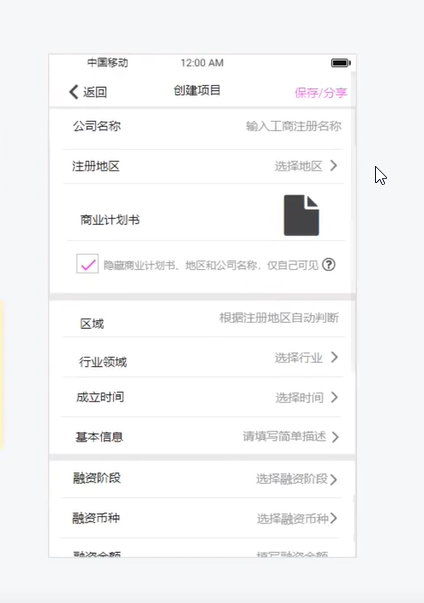 中国移动 12:00 AM
返回 创建项目 保存/分享
公司名称 输入工商注册名称
注册地区 选择地区
商业计划书
隐藏商业计划书、地区和公司名称，仅自己可见
区域 根据注册地区自动判断
行业领域 选择行业
成立时间 选择时间
基本信息 请填写简单描述
融资阶段 选择融资阶段
融资币种 选择融资币种
融资金额 填写融资金额